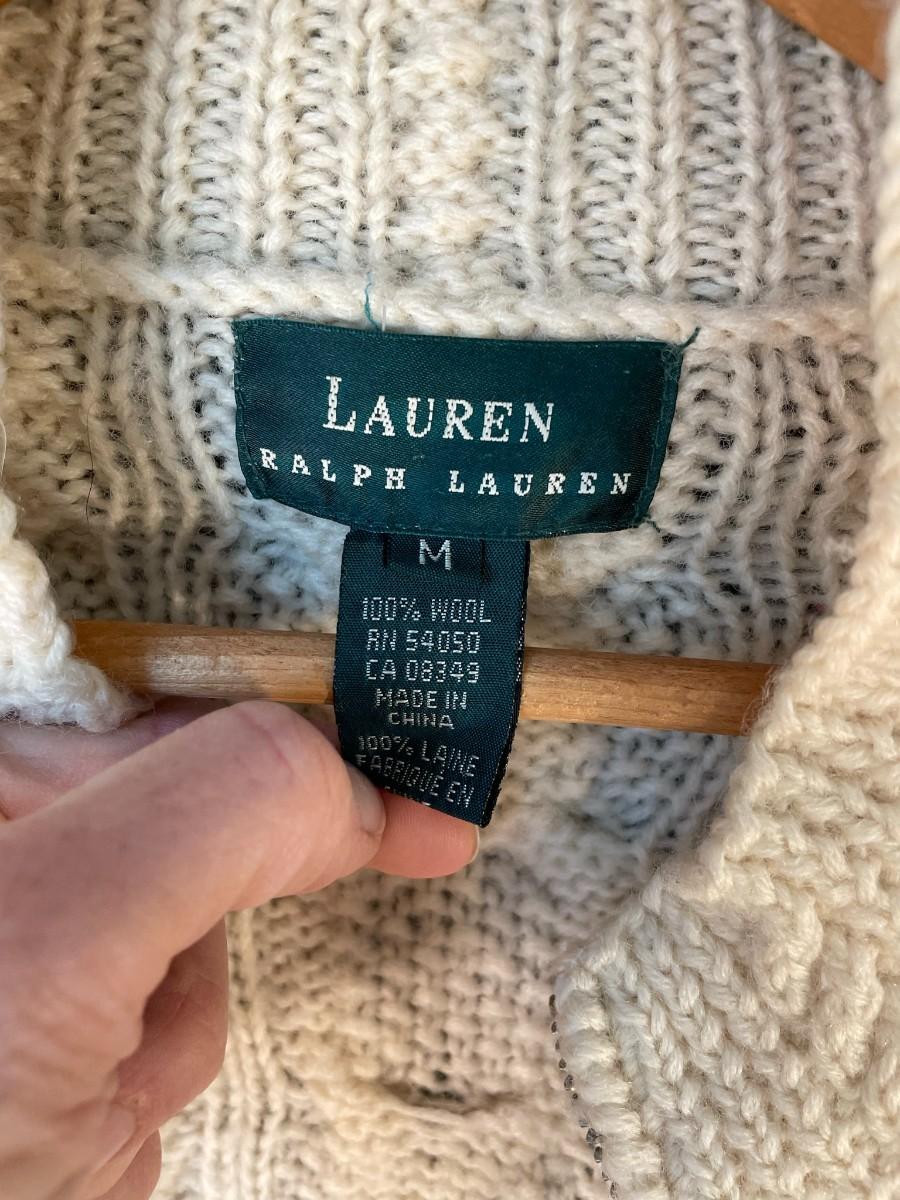 LAUREN
RALPH LAUREN
M
100% WOOL
RN 54050
CA 08349
MADE IN
CHINA
100% LAINE
FABRIQUÉ EN